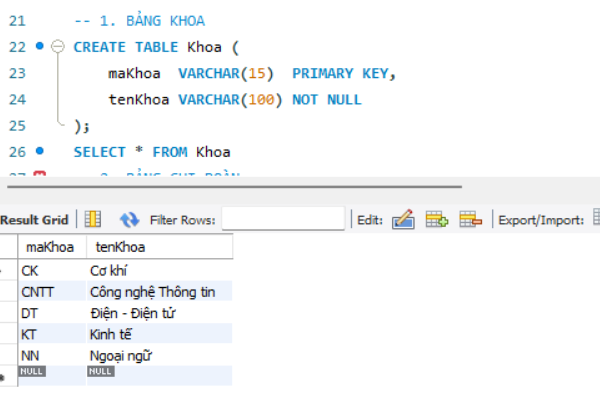 21 -- 1. BẢNG KHOA
22 CREATE TABLE Khoa (
23 maKhoa VARCHAR(15) PRIMARY KEY,
24 tenKhoa VARCHAR(100) NOT NULL
25 );
26 SELECT * FROM Khoa
Result Grid Filter Rows: Edit: Export/Import:
maKhoa tenKhoa
CK Cơ khí
CNTT Công nghệ Thông tin
DT Điện - Điện tử
KT Kinh tế
NN Ngoại ngữ
NULL NULL